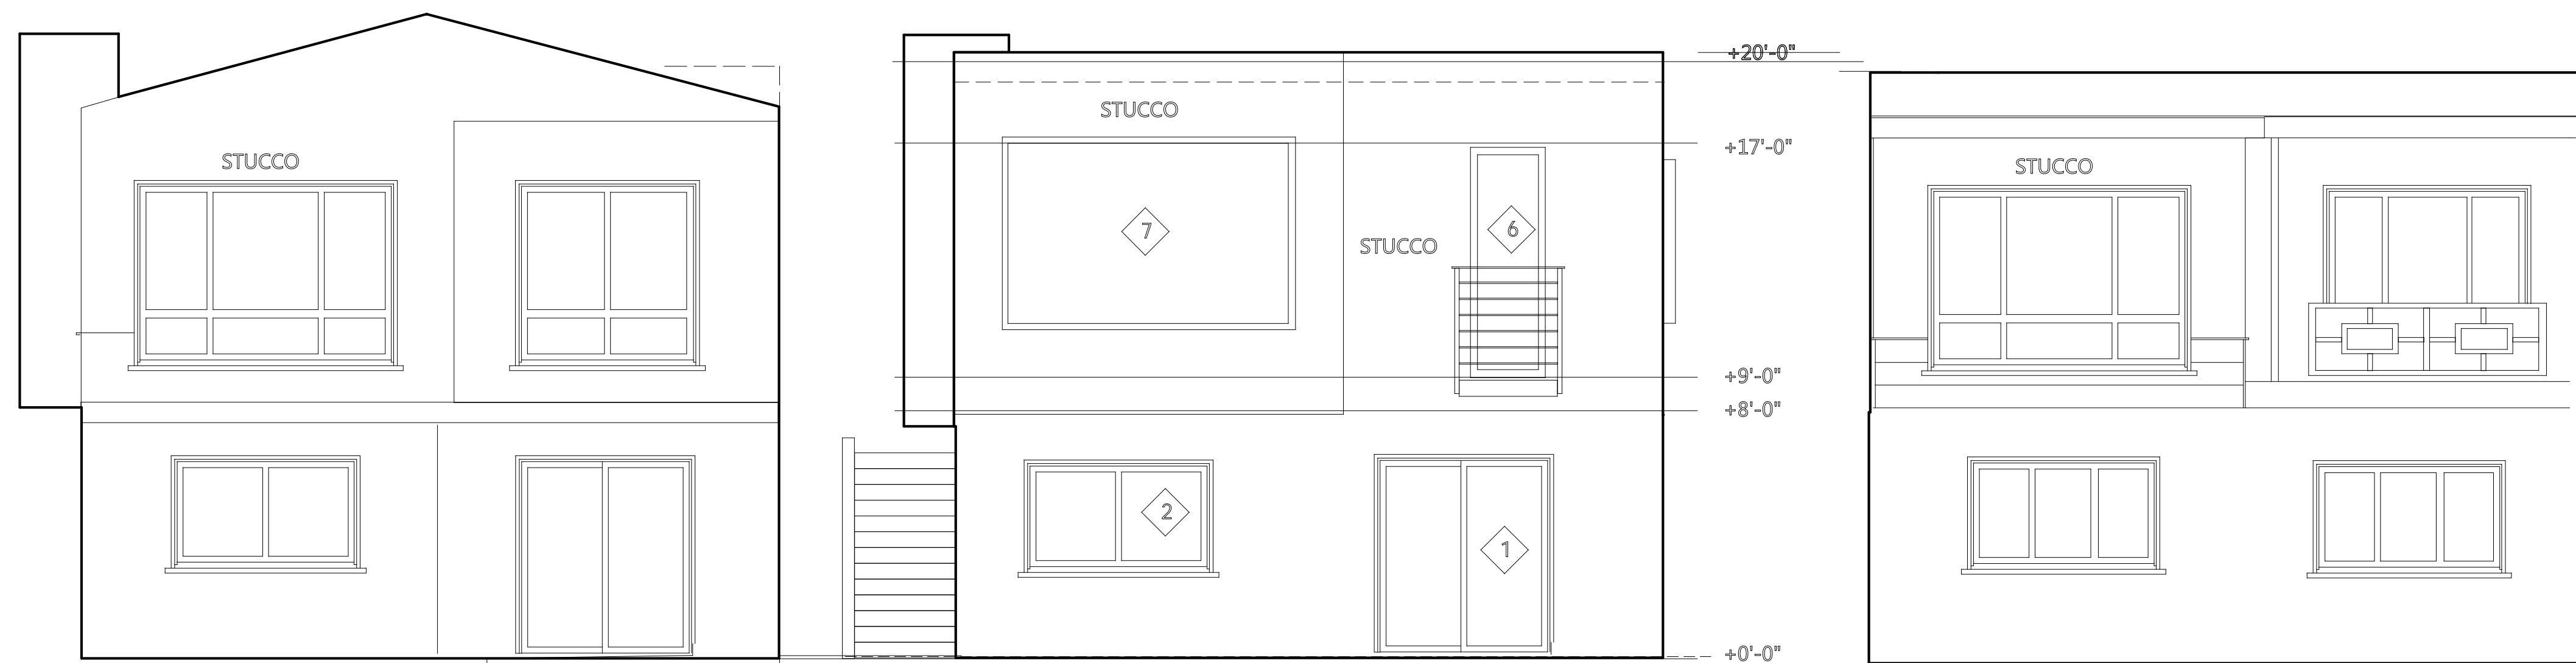 +20'-0"
STUCCO
+17'-0"
STUCCO
STUCCO
7
6
STUCCO
+9'-0"
+8'-0"
2
1
+0'-0"